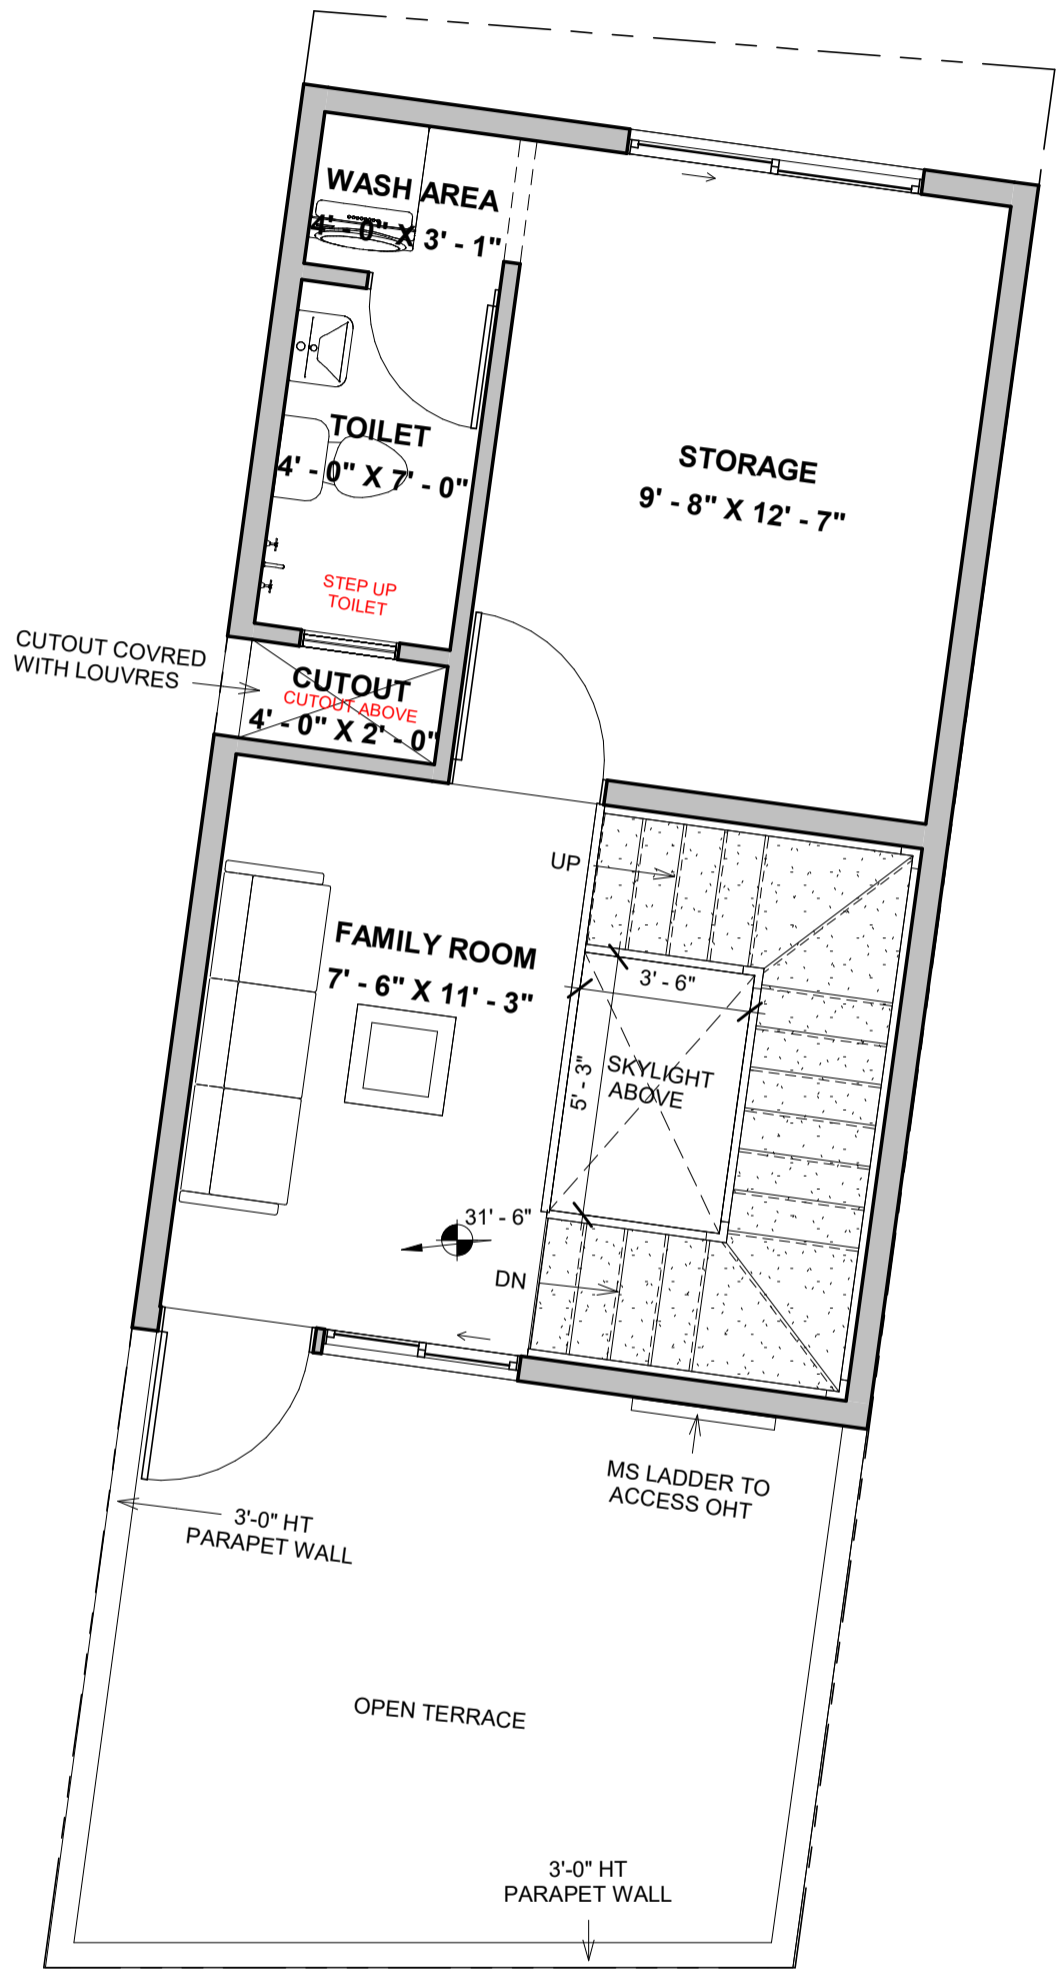 WASH AREA
4' - 0" X 3' - 1"
TOILET
4' - 0" X 7' - 0"
STORAGE
9' - 8" X 12' - 7"
STEP UP
TOILET
CUTOUT COVRED
WITH LOUVRES
CUTOUT
CUTOUT ABOVE
4' - 0" X 2' - 0"
UP
FAMILY ROOM
7' - 6" X 11' - 3"
3' - 6"
5' - 3"
SKYLIGHT
ABOVE
31' - 6"
DN
MS LADDER TO
ACCESS OHT
3'-0" HT
PARAPET WALL
OPEN TERRACE
3'-0" HT
PARAPET WALL